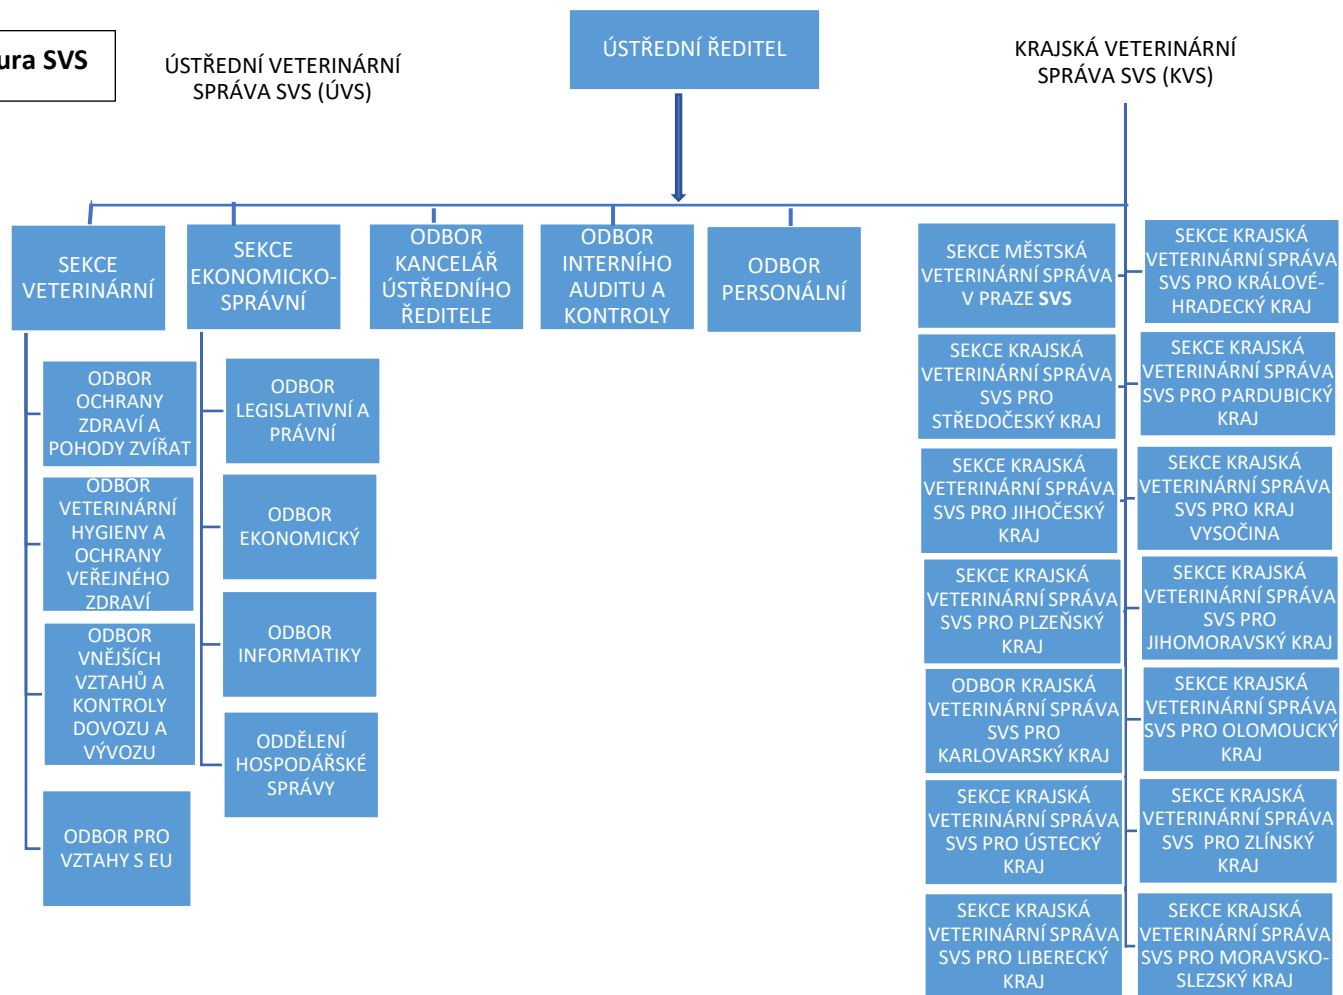 ura SVS
ÚSTŘEDNÍ VETERINÁRNÍ
SPRÁVA SVS (ÚVS)
ÚSTŘEDNÍ ŘEDITEL
KRAJSKÁ VETERINÁRNÍ
SPRÁVA SVS (KVS)
SEKCE
VETERINÁRNÍ
SEKCE
EKONOMICKO-
SPRÁVNÍ
ODBOR
KANCELÁŘ
ÚSTŘEDNÍHO
ŘEDITELE
ODBOR
INTERNÍHO
AUDITU A
KONTROLY
ODBOR
PERSONÁLNÍ
ODBOR
OCHRANY
ZDRAVÍ A
POHODY ZVÍŘAT
ODBOR
VETERINÁRNÍ
HYGIENY A
OCHRANY
VEŘEJNÉHO
ZDRAVÍ
ODBOR
VNĚJŠÍCH
VZTAHŮ A
KONTROLY
DOVOZU A
VÝVOZU
ODBOR PRO
VZTAHY S EU
ODBOR
LEGISLATIVNÍ A
PRÁVNÍ
ODBOR
EKONOMICKÝ
ODBOR
INFORMATIKY
ODDĚLENÍ
HOSPODÁŘSKÉ
SPRÁVY
SEKCE MĚSTSKÁ
VETERINÁRNÍ SPRÁVA
V PRAZE SVS
SEKCE KRAJSKÁ
VETERINÁRNÍ SPRÁVA
SVS PRO KRÁLOVÉ-
HRADECKÝ KRAJ
SEKCE KRAJSKÁ
VETERINÁRNÍ SPRÁVA
SVS PRO
STŘEDOČESKÝ KRAJ
SEKCE KRAJSKÁ
VETERINÁRNÍ SPRÁVA
SVS PRO PARDUBICKÝ
KRAJ
SEKCE KRAJSKÁ
VETERINÁRNÍ SPRÁVA
SVS PRO JIHOČESKÝ
KRAJ
SEKCE KRAJSKÁ
VETERINÁRNÍ SPRÁVA
SVS PRO KRAJ
VYSOČINA
SEKCE KRAJSKÁ
VETERINÁRNÍ SPRÁVA
SVS PRO PLZEŇSKÝ
KRAJ
SEKCE KRAJSKÁ
VETERINÁRNÍ SPRÁVA
SVS PRO
JIHOMORAVSKÝ KRAJ
ODBOR KRAJSKÁ
VETERINÁRNÍ SPRÁVA
SVS PRO
KARLOVARSKÝ KRAJ
SEKCE KRAJSKÁ
VETERINÁRNÍ SPRÁVA
SVS PRO OLOMOUCKÝ
KRAJ
SEKCE KRAJSKÁ
VETERINÁRNÍ SPRÁVA
SVS PRO ÚSTECKÝ
KRAJ
SEKCE KRAJSKÁ
VETERINÁRNÍ SPRÁVA
SVS PRO ZLÍNSKÝ
KRAJ
SEKCE KRAJSKÁ
VETERINÁRNÍ SPRÁVA
SVS PRO LIBERECKÝ
KRAJ
SEKCE KRAJSKÁ
VETERINÁRNÍ SPRÁVA
SVS PRO MORAVSKO-
SLEZSKÝ KRAJ